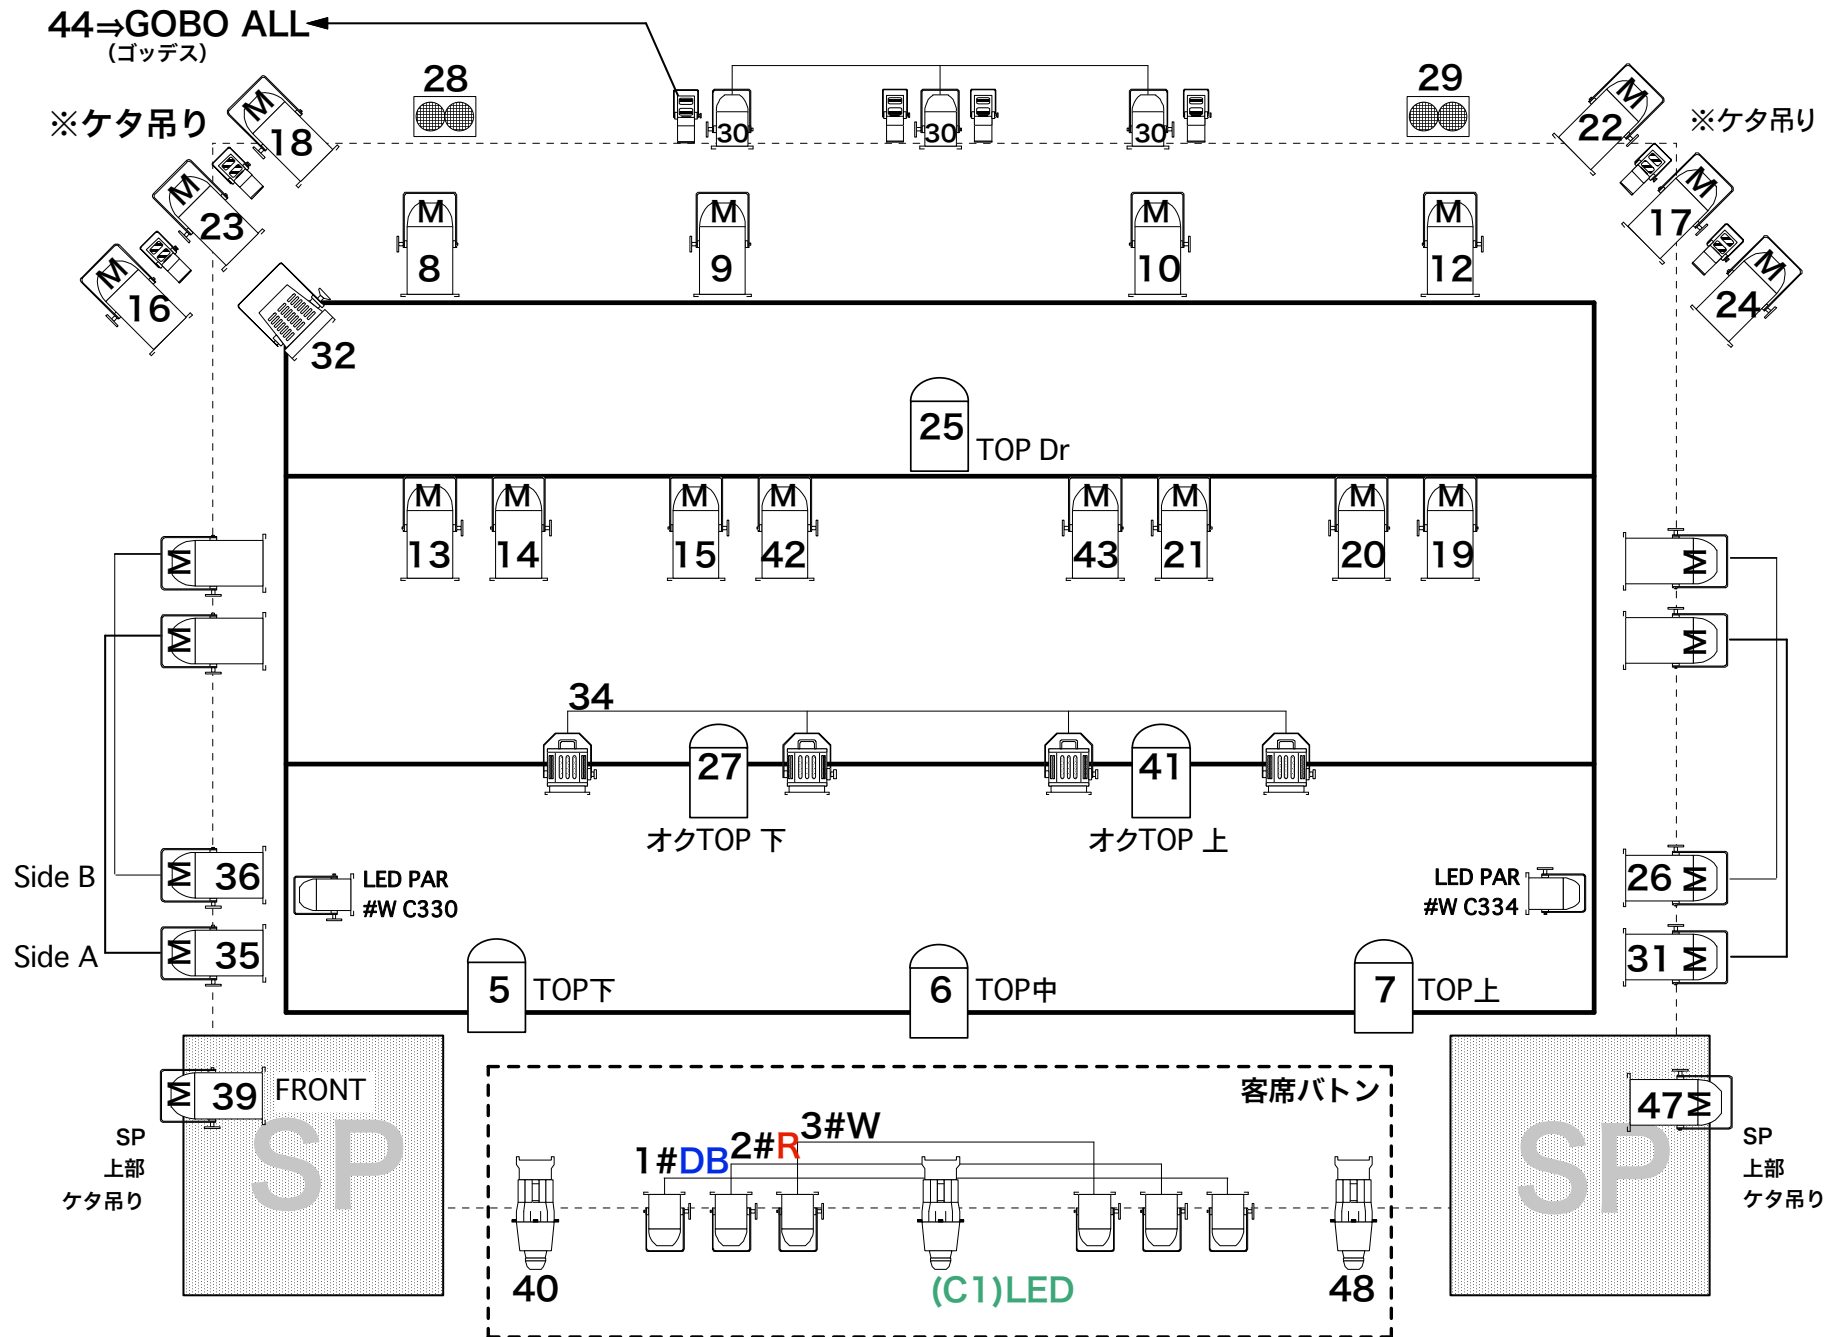 44⇒GOBO ALL
(ゴッデス)
28
29
※ケタ吊り
※ケタ吊り
M 18
30
30
30
M 22
M 23
M 17
M 16
M 8
M 9
M 10
M 12
M 24
32
25
TOP Dr
M 13
M 14
M 15
M 42
M 43
M 21
M 20
M 19
M
M
M
M
34
27
41
オクTOP 下
オクTOP 上
Side B
M 36
LED PAR
#W C330
LED PAR
#W C334
26 M
Side A
M 35
31 M
5
TOP下
6
TOP中
7
TOP上
M 39
FRONT
客席バトン
47 M
SP
上部
ケタ吊り
SP
1#DB
2#R
3#W
SP
SP
上部
ケタ吊り
40
(C1)LED
48